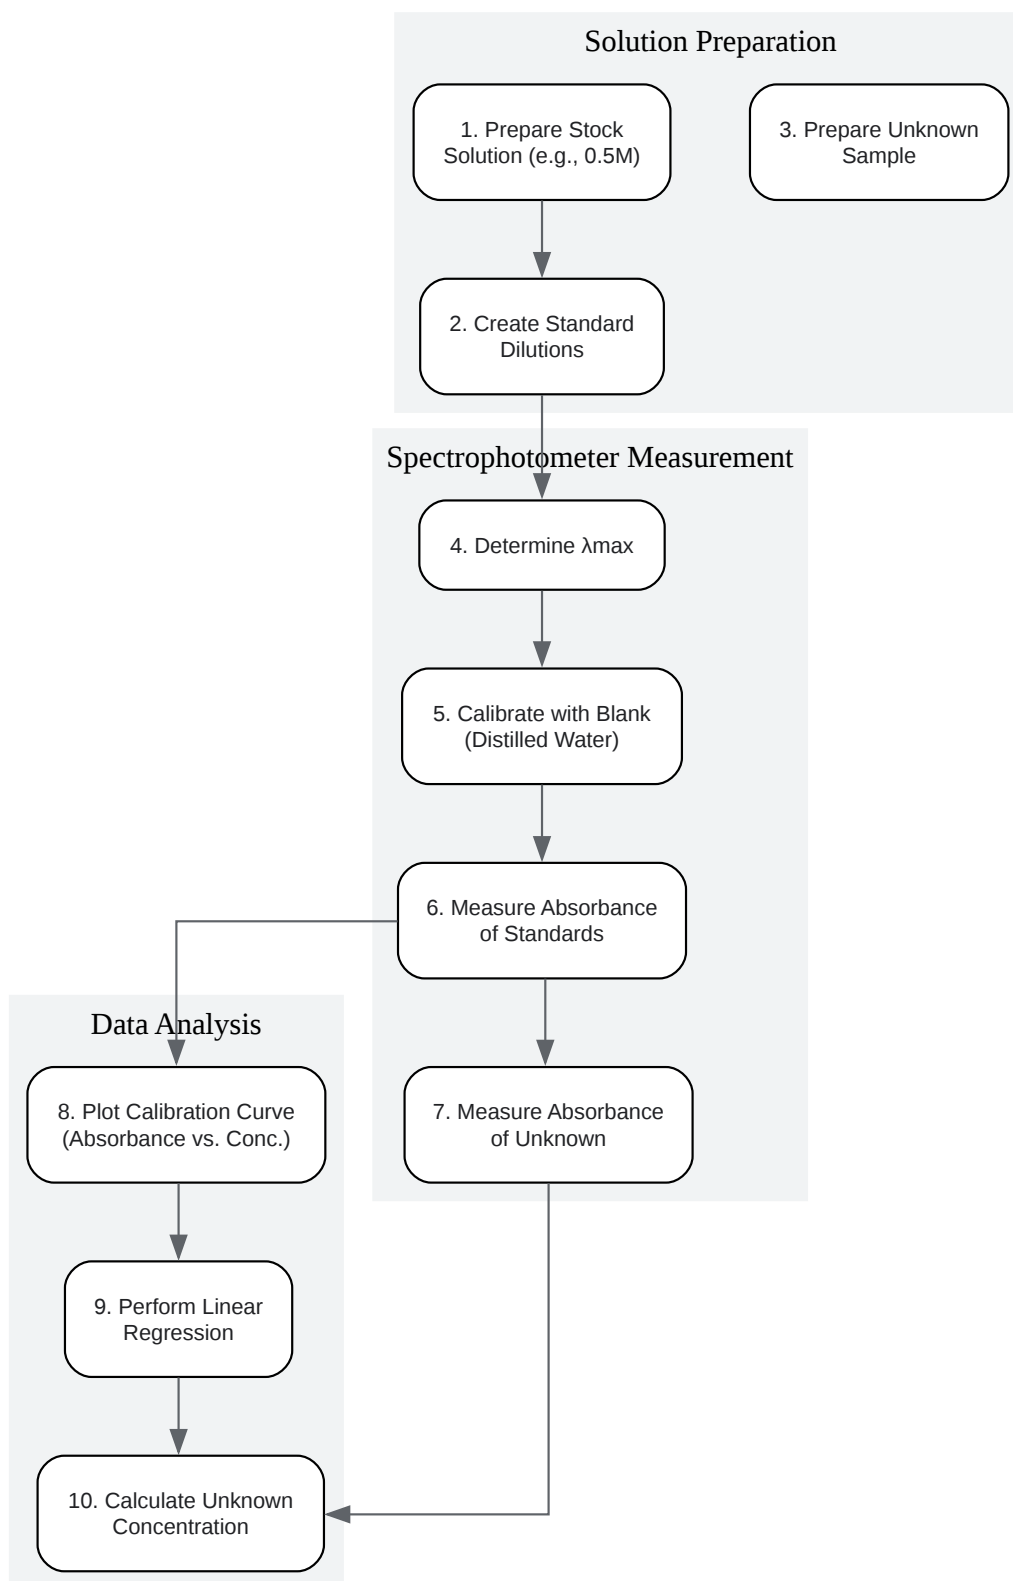 Solution Preparation
1. Prepare Stock
Solution (e.g., 0.5M)
3. Prepare Unknown
Sample
2. Create Standard
Dilutions
Spectrophotometer Measurement
4. Determine λmax
5. Calibrate with Blank
(Distilled Water)
6. Measure Absorbance
of Standards
Data Analysis
8. Plot Calibration Curve
(Absorbance vs. Conc.)
7. Measure Absorbance
of Unknown
9. Perform Linear
Regression
10. Calculate Unknown
Concentration